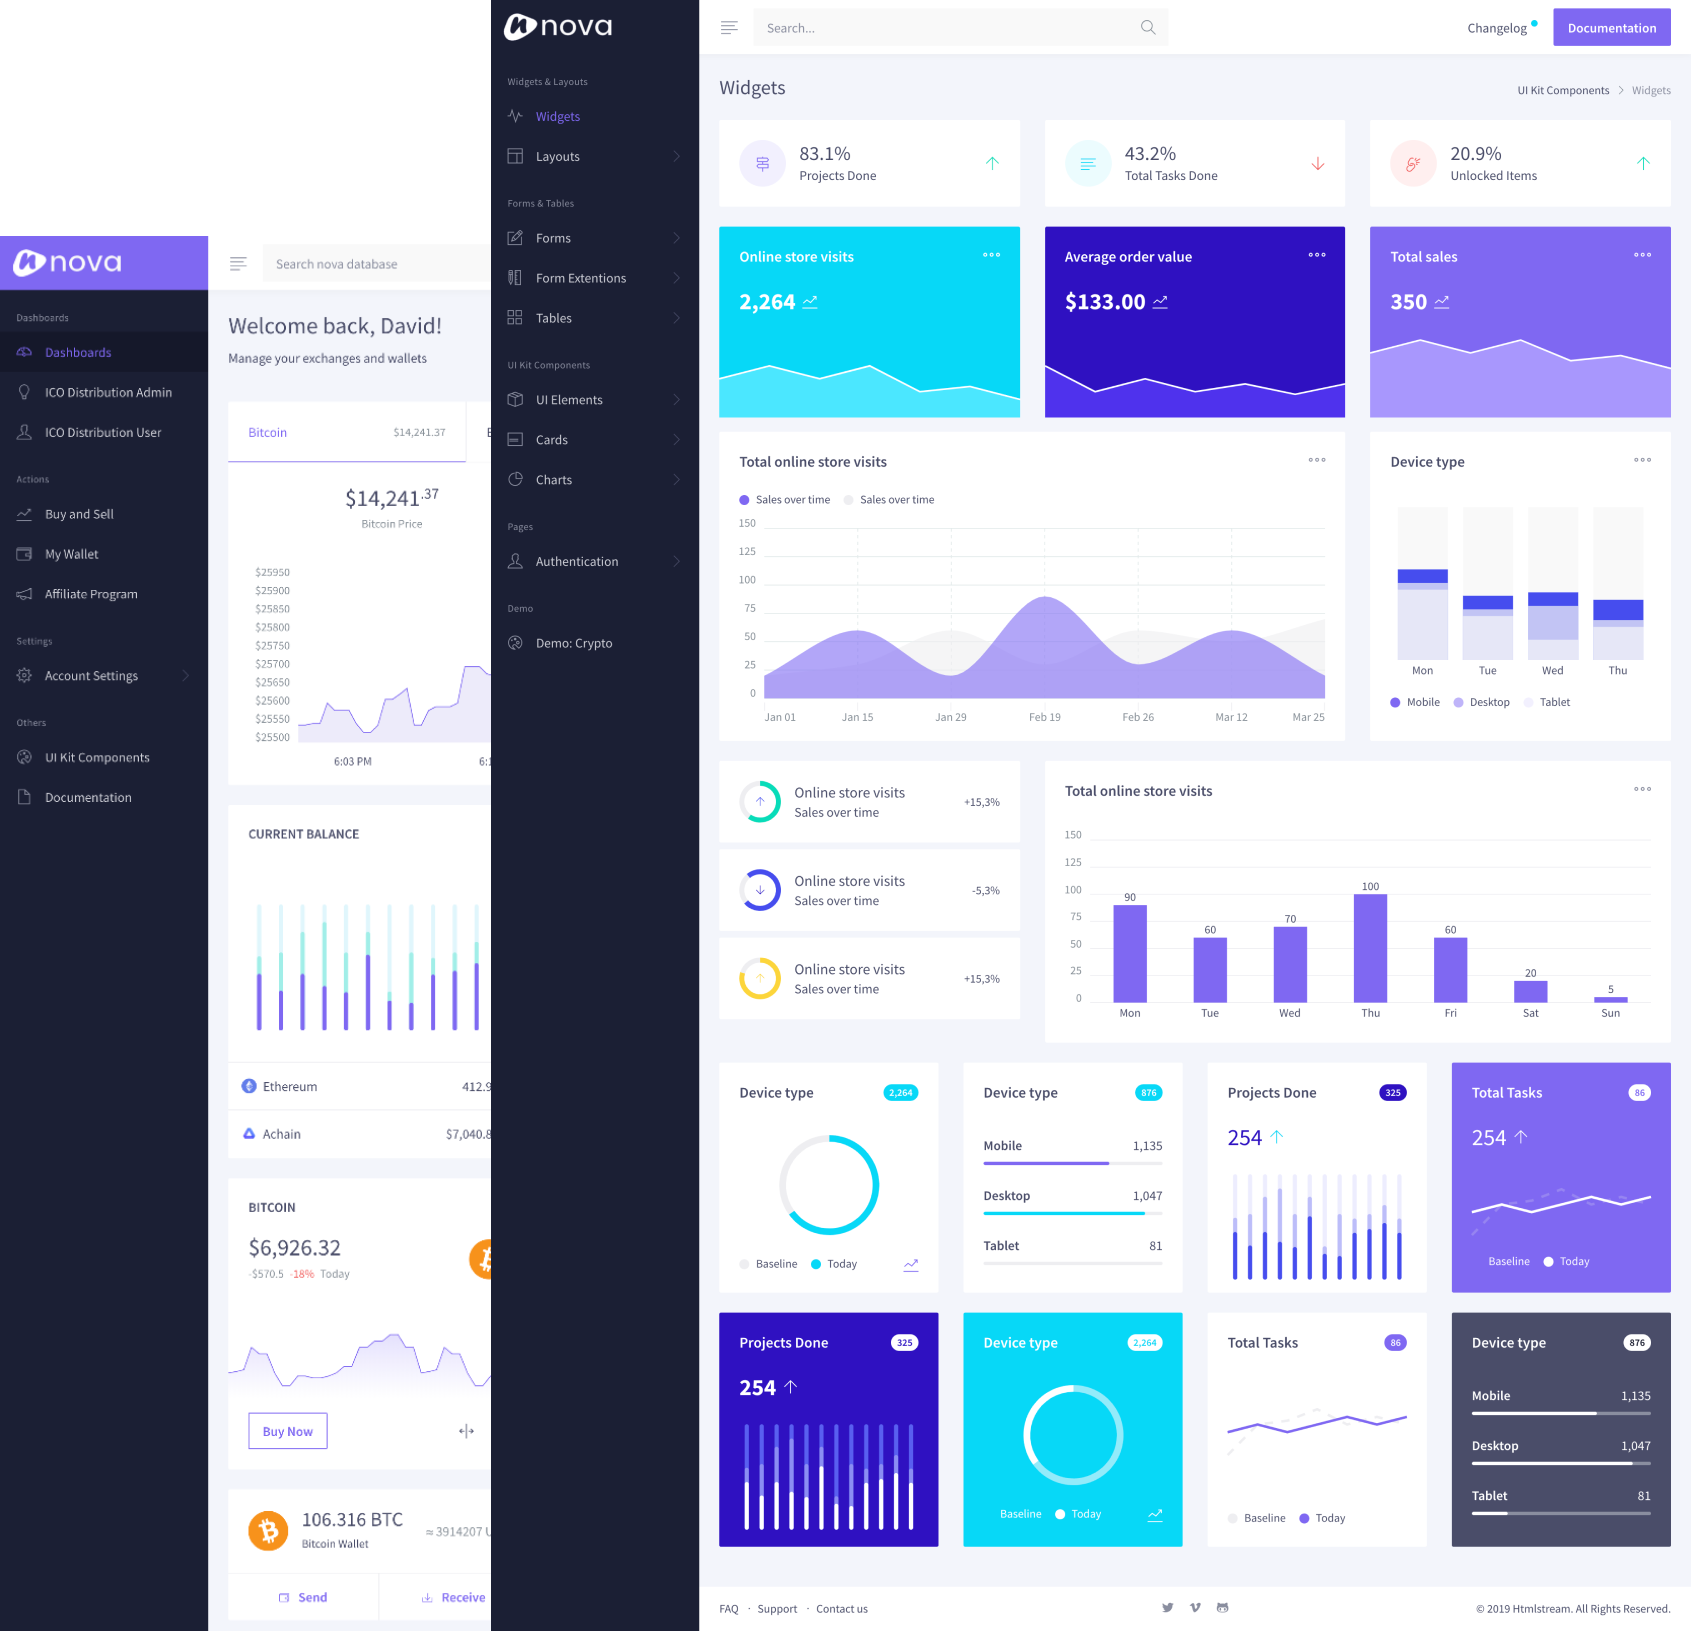 nova
Search nova database
Dashboards
Dashboards
ICO Distribution Admin
ICO Distribution User
Actions
Buy and Sell
My Wallet
Affiliate Program
Settings
Account Settings
Others
UI Kit Components
Documentation
Welcome back, David!
Manage your exchanges and wallets
Bitcoin $14,241.37
$14,241.37
Bitcoin Price
$25950
$25900
$25850
$25800
$25750
$25700
$25650
$25600
$25550
$25500
6:03 PM
CURRENT BALANCE
Ethereum 412.9
Achain $7,040.8
BITCOIN
$6,926.32
-$570.5 -18% Today
Buy Now
106.316 BTC
Bitcoin Wallet
≈ 3914207
Send Receive
nova
Widgets & Layouts
Widgets
Layouts
Forms & Tables
Forms
Form Extentions
Tables
UI Kit Components
UI Elements
Cards
Charts
Pages
Authentication
Demo
Demo: Crypto
Search...
Changelog
Documentation
Widgets
UI Kit Components > Widgets
83.1%
Projects Done
43.2%
Total Tasks Done
20.9%
Unlocked Items
Online store visits
2,264
Average order value
$133.00
Total sales
350
Total online store visits
Sales over time Sales over time
150
125
100
75
50
25
0
Jan 01 Jan 15 Jan 29 Feb 19 Feb 26 Mar 12 Mar 25
Device type
Mon Tue Wed Thu
Mobile Desktop Tablet
Online store visits
Sales over time
+15,3%
Online store visits
Sales over time
-5,3%
Online store visits
Sales over time
+15,3%
Total online store visits
150
125
100
75
50
25
0
90 60 70 100 60 20 5
Mon Tue Wed Thu Fri Sat Sun
Device type 2,264
Baseline Today
Device type 876
Mobile 1,135
Desktop 1,047
Tablet 81
Projects Done 325
254
Total Tasks 86
254
Baseline Today
Projects Done 325
254
Device type 2,264
Baseline Today
Total Tasks 86
Baseline Today
Device type 876
Mobile 1,135
Desktop 1,047
Tablet 81
FAQ · Support · Contact us
© 2019 Htmlstream. All Rights Reserved.